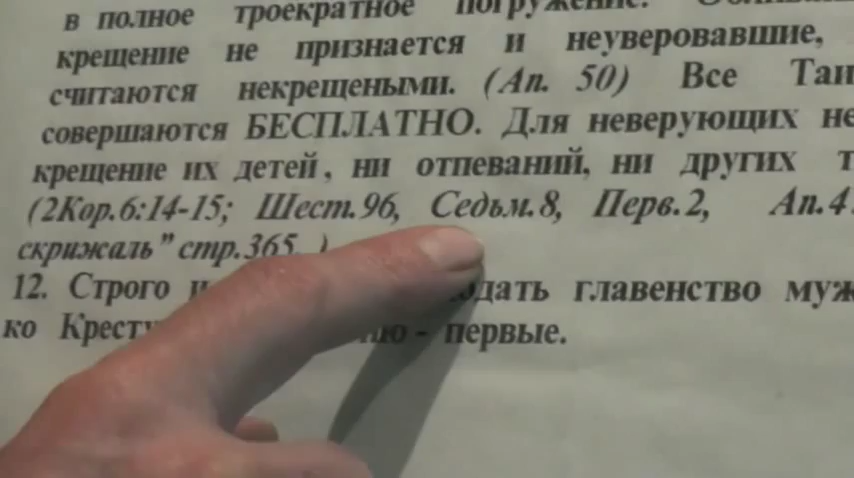 в полное троекратное погружение.
крещение не признается и неуверовавшие,
считаются некрещеными. (Ап. 50) Все
совершаются БЕСПЛАТНО. Для неверующих
крещение их детей, ни отпеваний, ни других
(2Кор.6:14-15; Шест.96, Седьм.8, Перв.2, Ап.4
скрижаль" стр.365.
12. Строго главенство
ко - первые.